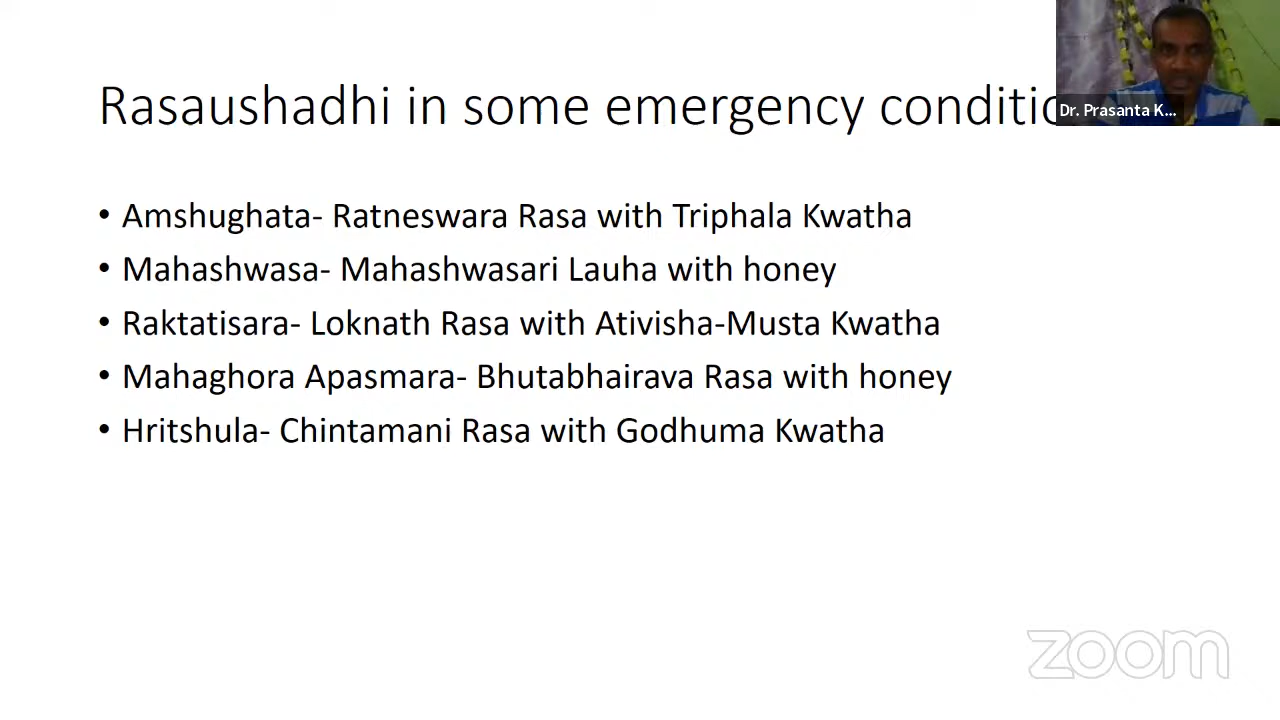 Rasaushadhi in some emergency conditio
Dr. Prasanta K...
• Amshughata- Ratneswara Rasa with Triphala Kwatha
• Mahashwasa- Mahashwasari Lauha with honey
• Raktatisara- Loknath Rasa with Ativisha-Musta Kwatha
• Mahaghora Apasmara- Bhutabhairava Rasa with honey
• Hritshula- Chintamani Rasa with Godhuma Kwatha
zoom